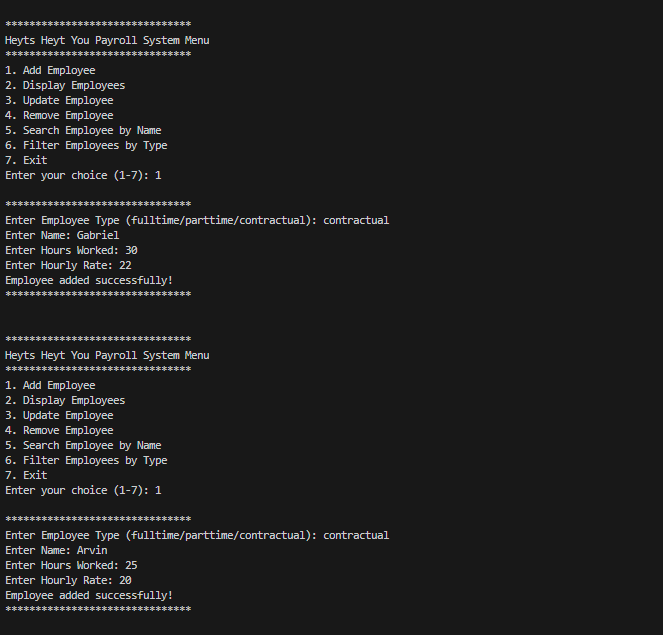 *******************************
Heyts Heyt You Payroll System Menu
*******************************
1. Add Employee
2. Display Employees
3. Update Employee
4. Remove Employee
5. Search Employee by Name
6. Filter Employees by Type
7. Exit
Enter your choice (1-7): 1
*******************************
Enter Employee Type (fulltime/parttime/contractual): contractual
Enter Name: Gabriel
Enter Hours Worked: 30
Enter Hourly Rate: 22
Employee added successfully!
*******************************
*******************************
Heyts Heyt You Payroll System Menu
*******************************
1. Add Employee
2. Display Employees
3. Update Employee
4. Remove Employee
5. Search Employee by Name
6. Filter Employees by Type
7. Exit
Enter your choice (1-7): 1
*******************************
Enter Employee Type (fulltime/parttime/contractual): contractual
Enter Name: Arvin
Enter Hours Worked: 25
Enter Hourly Rate: 20
Employee added successfully!
*******************************